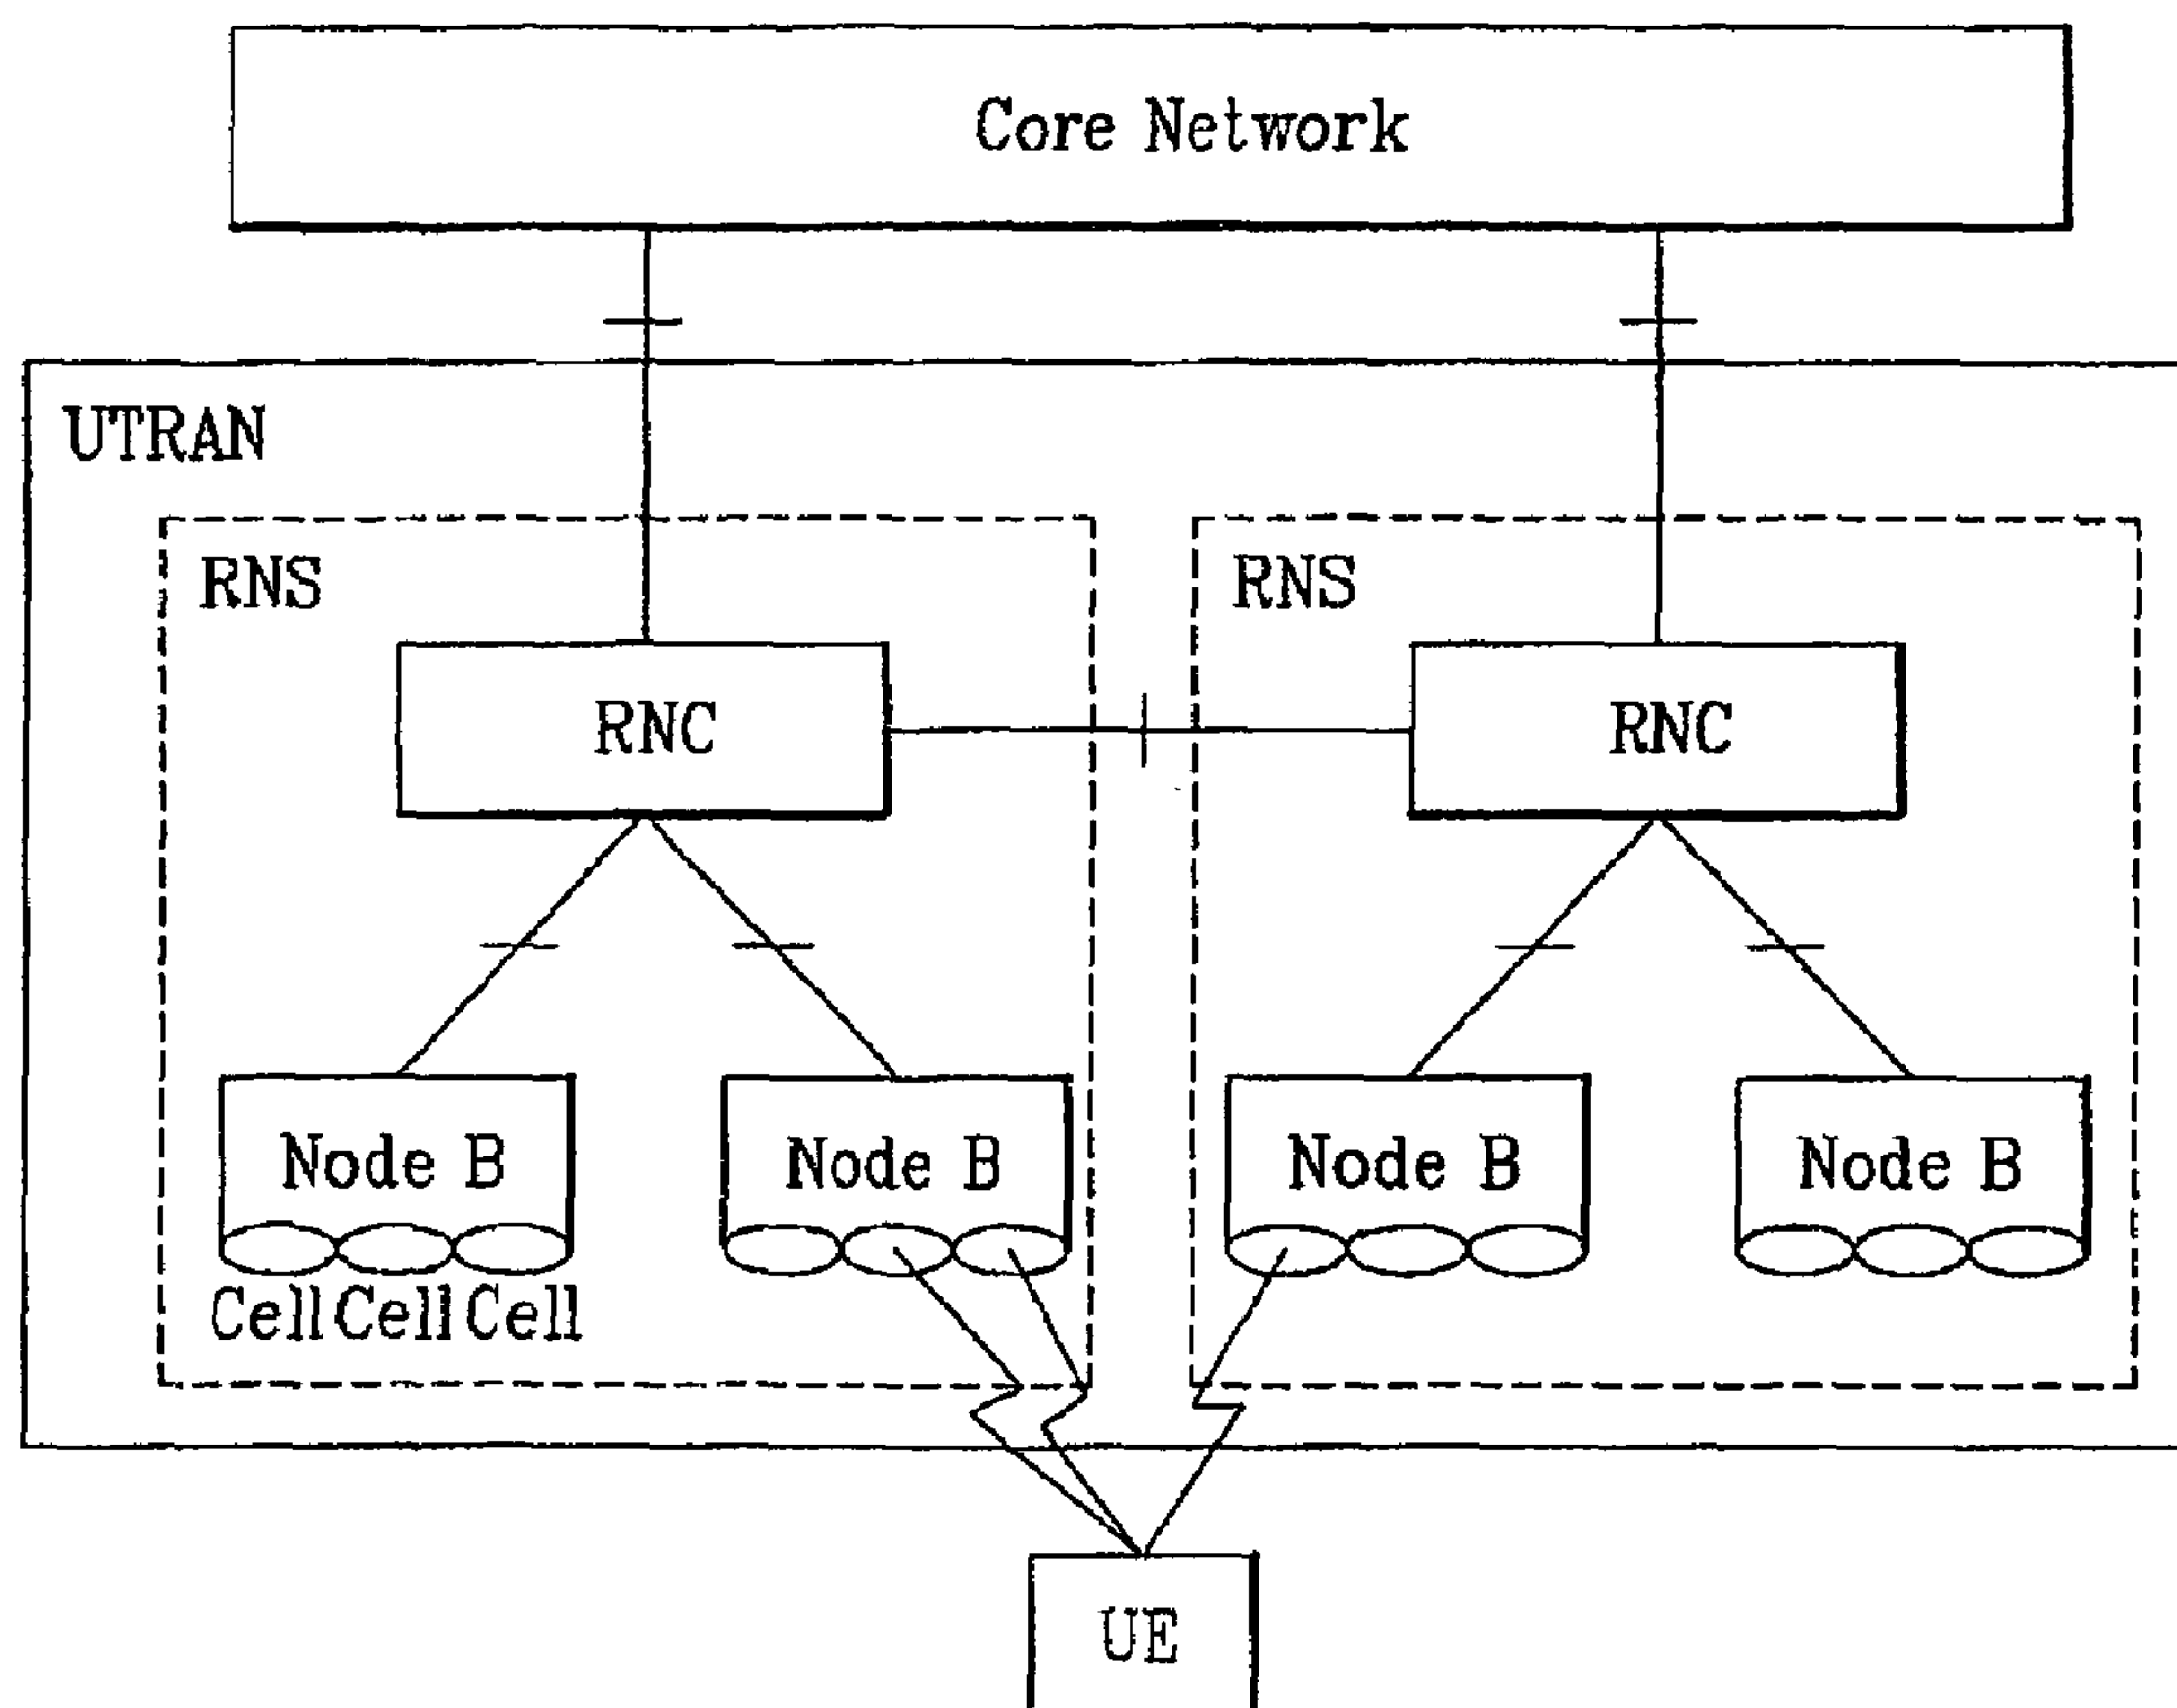 Core Network
UTRAN
RNS
RNS
RNC
RNC
Node B
Node B
Node B
Node B
Cell Cell Cell
UE